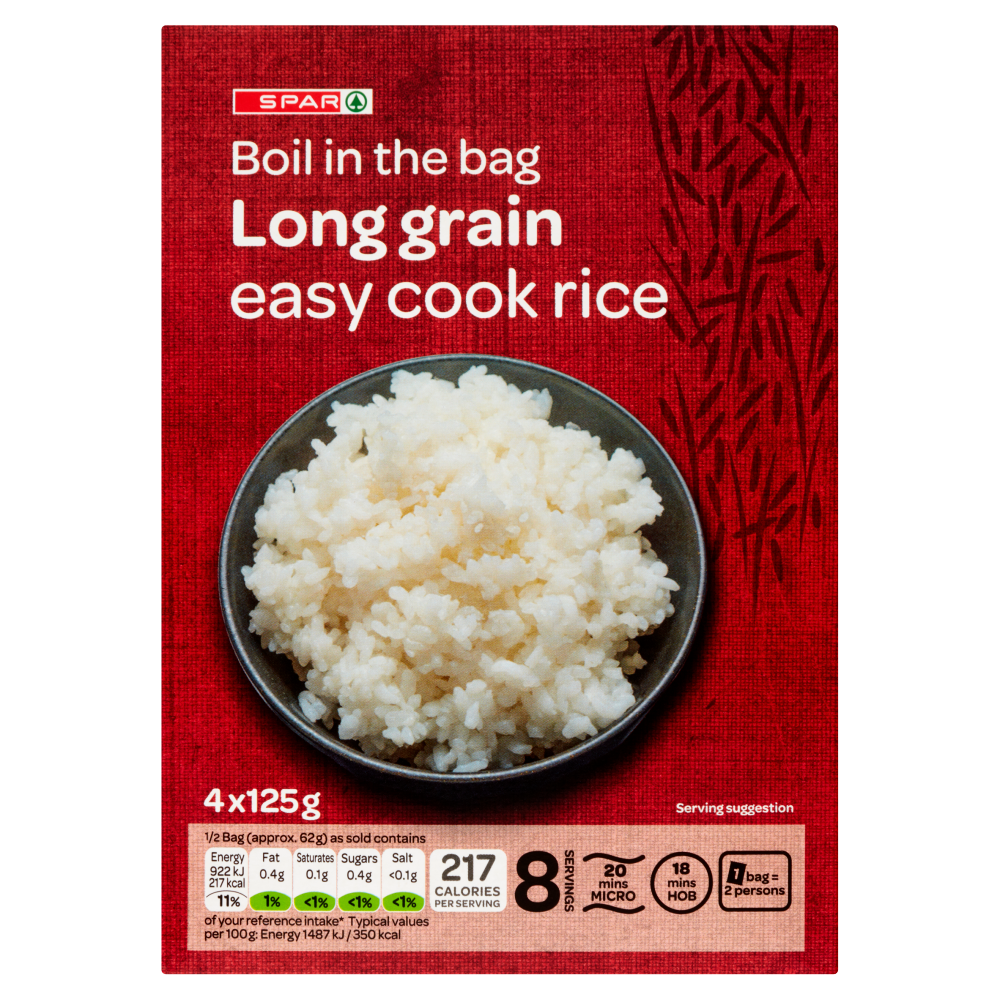 SPAR
Boil in the bag
Long grain
easy cook rice
4x125g
Serving suggestion
1/2 Bag (approx. 62g) as sold contains
Energy 922 kJ 217 kcal 11%
Fat 0.4g 1%
Saturates 0.1g <1%
Sugars 0.4g <1%
Salt <0.1g <1%
of your reference intake* Typical values
per 100g: Energy 1487 kJ / 350 kcal
217
CALORIES
PER SERVING
8 SERVINGS
20
mins
MICRO
18
mins
HOB
1 bag =
2 persons